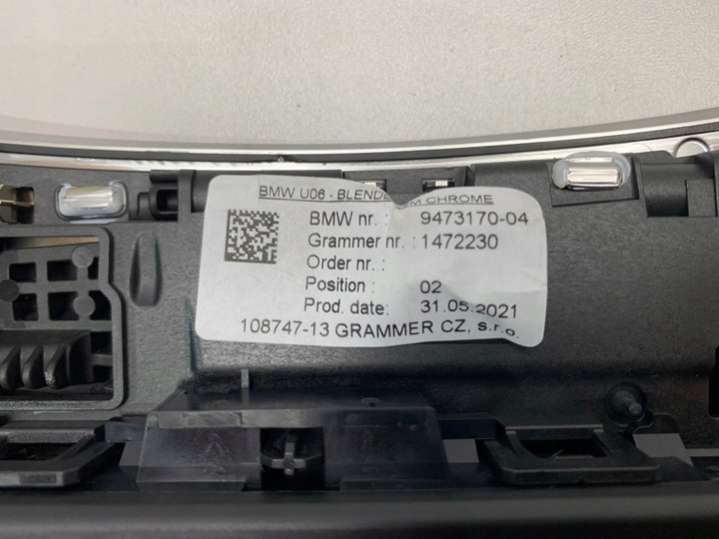 BMW U06 - BLENDE M CHROME
BMW nr. : 9473170-04
Grammer nr. : 1472230
Order nr. :
Position : 02
Prod. date: 31.05.2021
108747-13 GRAMMER CZ, s.r.o.